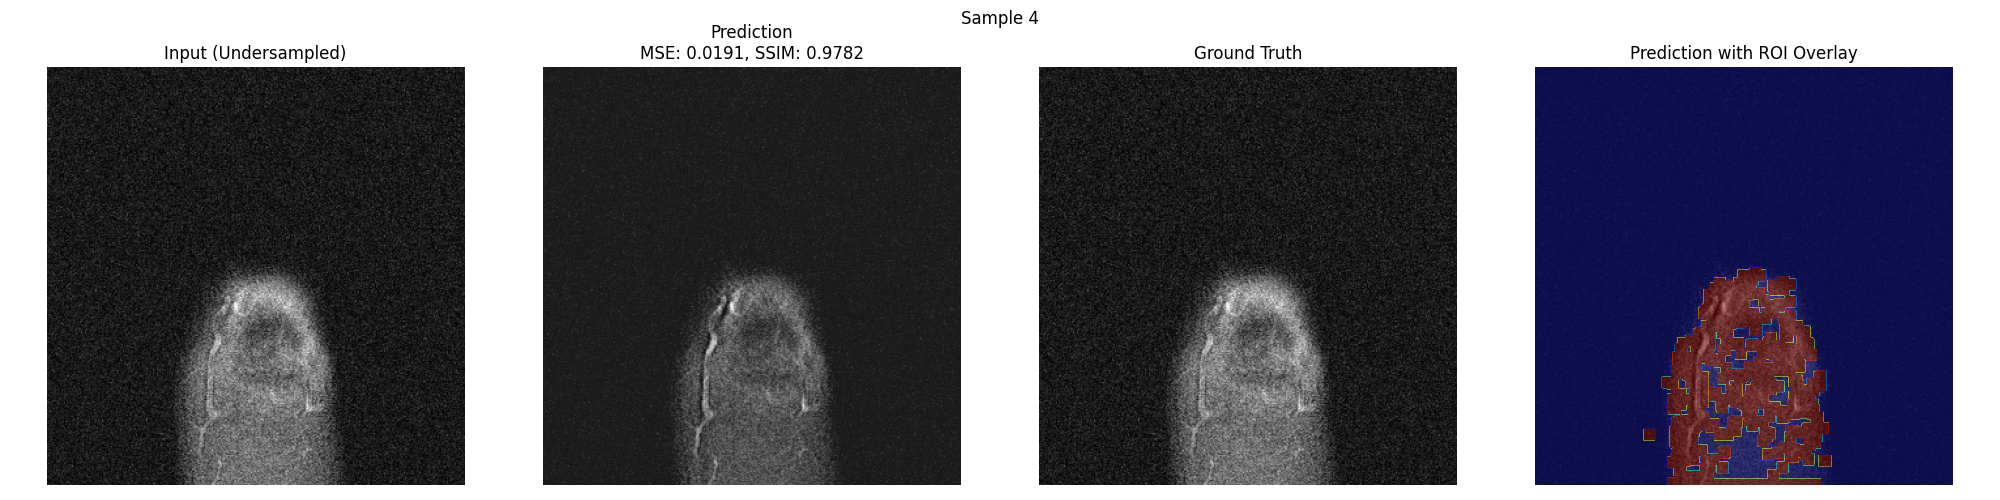 Sample 4
Input (Undersampled)
Prediction
MSE: 0.0191, SSIM: 0.9782
Ground Truth
Prediction with ROI Overlay